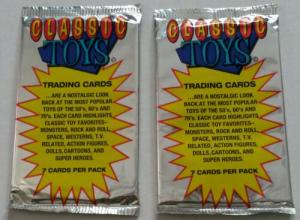 CLASSIC
TOYS
TRADING CARDS
...ARE A NOSTALGIC LOOK
BACK AT THE MOST POPULAR
TOYS OF THE 50's, 60's AND
70's. EACH CARD HIGHLIGHTS
CLASSIC TOY FAVORITES-
MONSTERS, ROCK AND ROLL,
SPACE, WESTERNS, T.V.
RELATED, ACTION FIGURES,
DOLLS, CARTOONS, AND
SUPER HEROES.
7 CARDS PER PACK
CLASSIC
TOYS
TRADING CARDS
...ARE A NOSTALGIC LOOK
BACK AT THE MOST POPULAR
TOYS OF THE 50's, 60's AND
70's. EACH CARD HIGHLIGHTS
CLASSIC TOY FAVORITES-
MONSTERS, ROCK AND ROLL,
SPACE, WESTERNS, T.V.
RELATED, ACTION FIGURES,
DOLLS, CARTOONS, AND
SUPER HEROES.
7 CARDS PER PACK